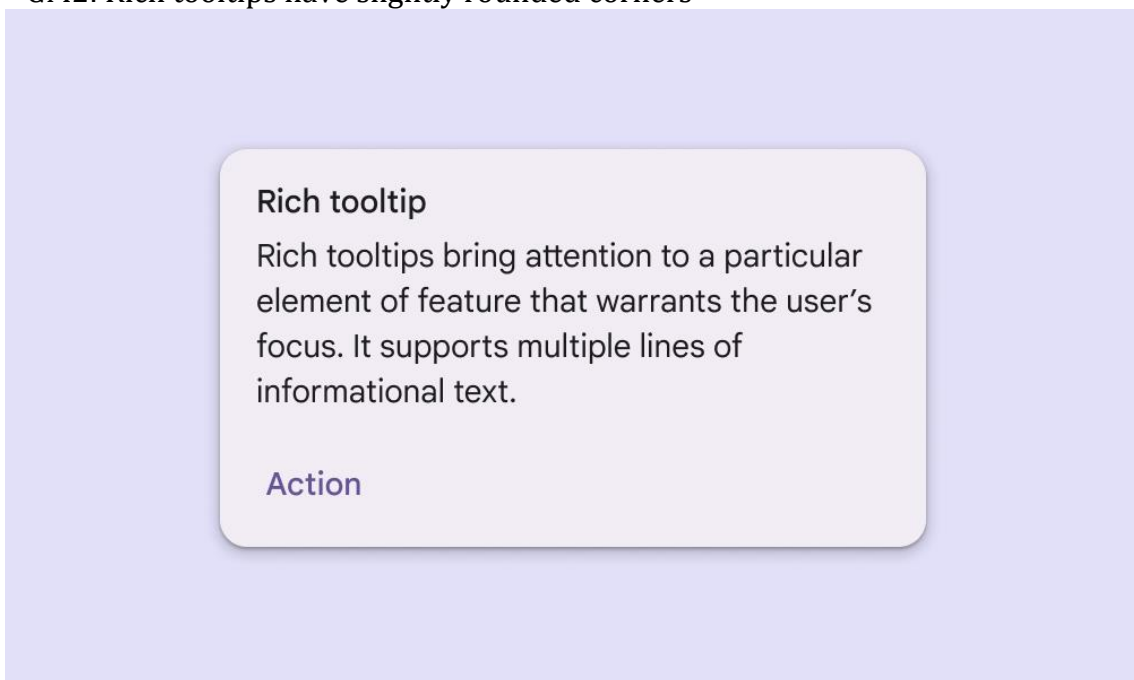 GM2: Rich tooltips have slightly rounded corners
Rich tooltip
Rich tooltips bring attention to a particular
element of feature that warrants the user’s
focus. It supports multiple lines of
informational text.
Action